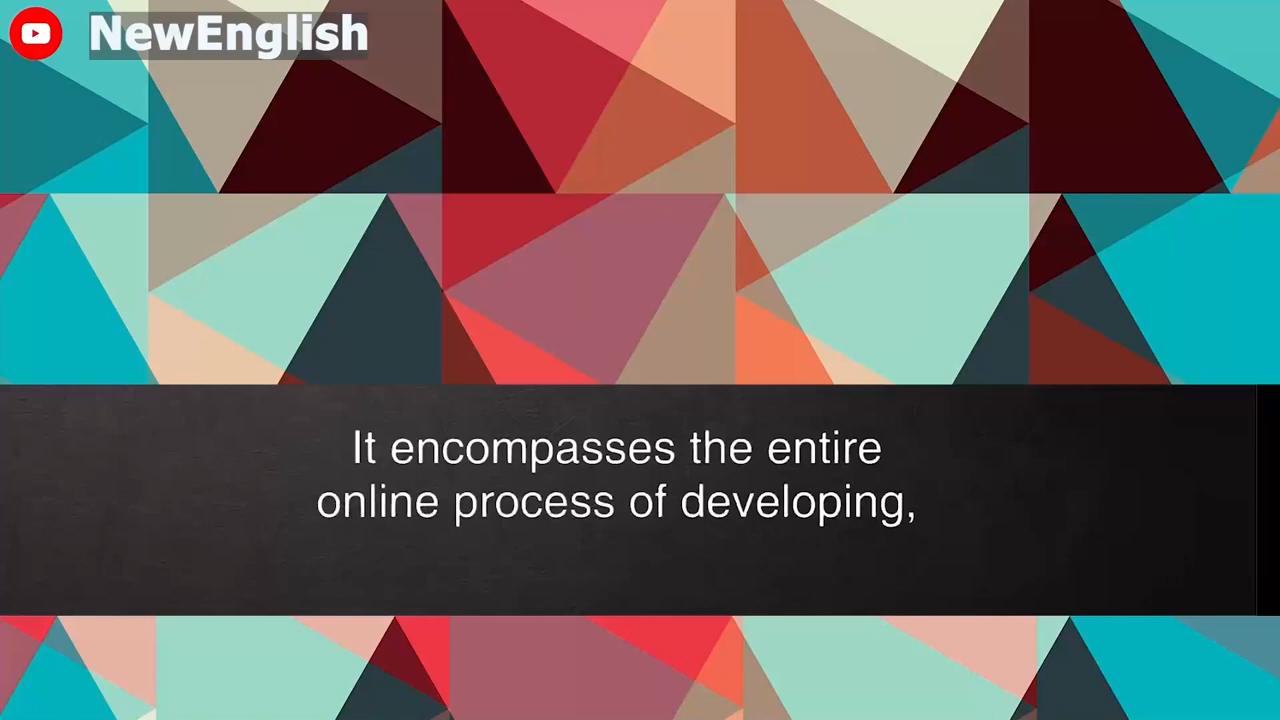 NewEnglish
It encompasses the entire
online process of developing,